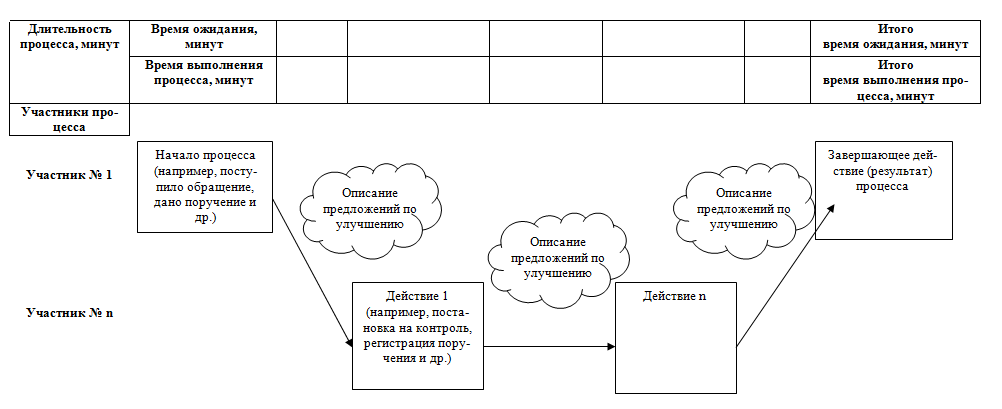 Длительность
процесса, минут
Время ожидания,
минут
Итого
время ожидания, минут
Время выполнения
процесса, минут
Итого
время выполнения про-
цесса, минут
Участники про-
цесса
Участник № 1
Начало процесса
(например, посту-
пило обращение,
дано поручение и
др.)
Описание
предложений по
улучшению
Описание
предложений по
улучшению
Описание
предложений по
улучшению
Завершающее дей-
ствие (результат)
процесса
Участник № n
Действие 1
(например, поста-
новка на контроль,
регистрация пору-
чения и др.)
Действие n